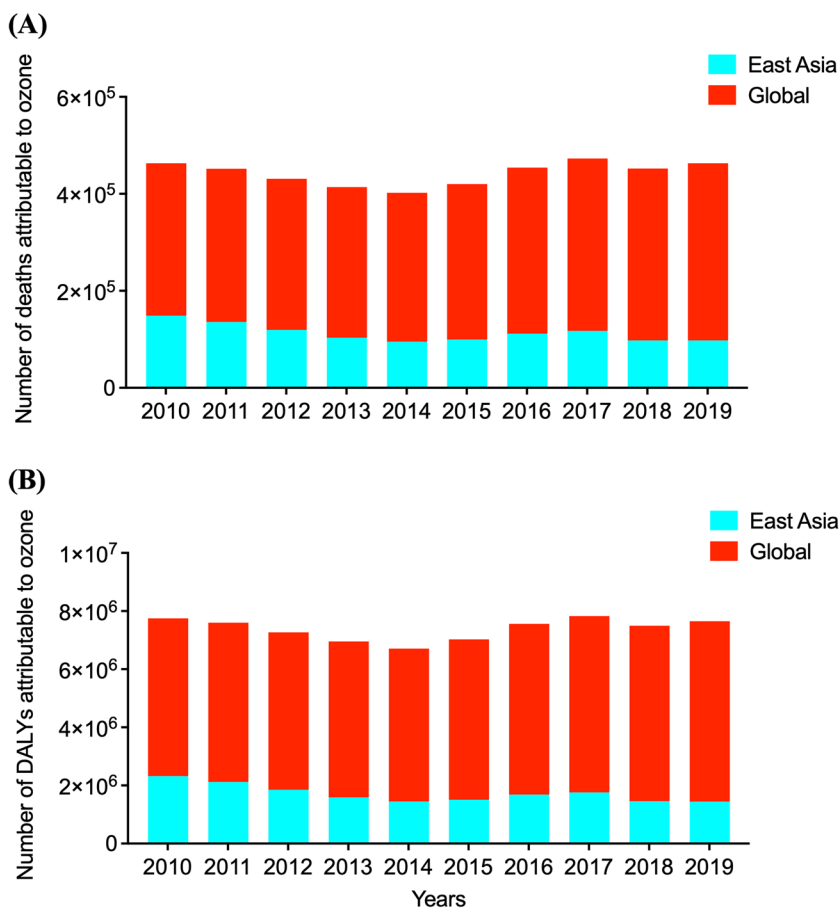 (A)
Number of deaths attributable to ozone
East Asia
Global
6×10⁵
4×10⁵
2×10⁵
0
2010 2011 2012 2013 2014 2015 2016 2017 2018 2019
(B)
Number of DALYs attributable to ozone
East Asia
Global
1×10⁷
8×10⁶
6×10⁶
4×10⁶
2×10⁶
0
2010 2011 2012 2013 2014 2015 2016 2017 2018 2019
Years